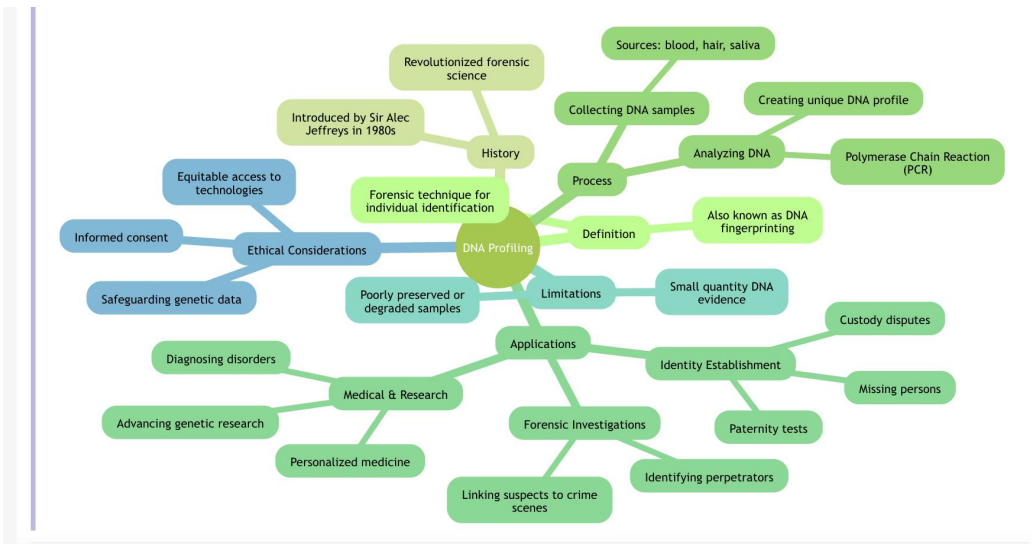 Sources: blood, hair, saliva
Revolutionized forensic
science
Creating unique DNA profile
Collecting DNA samples
Introduced by Sir Alec
Jeffreys in 1980s
History
Analyzing DNA
Polymerase Chain Reaction
(PCR)
Equitable access to
technologies
Process
Forensic technique for
individual identification
Also known as DNA
fingerprinting
Informed consent
Definition
Ethical Considerations
DNA Profiling
Safeguarding genetic data
Poorly preserved or
degraded samples
Limitations
Small quantity DNA
evidence
Custody disputes
Applications
Diagnosing disorders
Identity Establishment
Missing persons
Medical & Research
Advancing genetic research
Forensic Investigations
Paternity tests
Personalized medicine
Identifying perpetrators
Linking suspects to crime
scenes